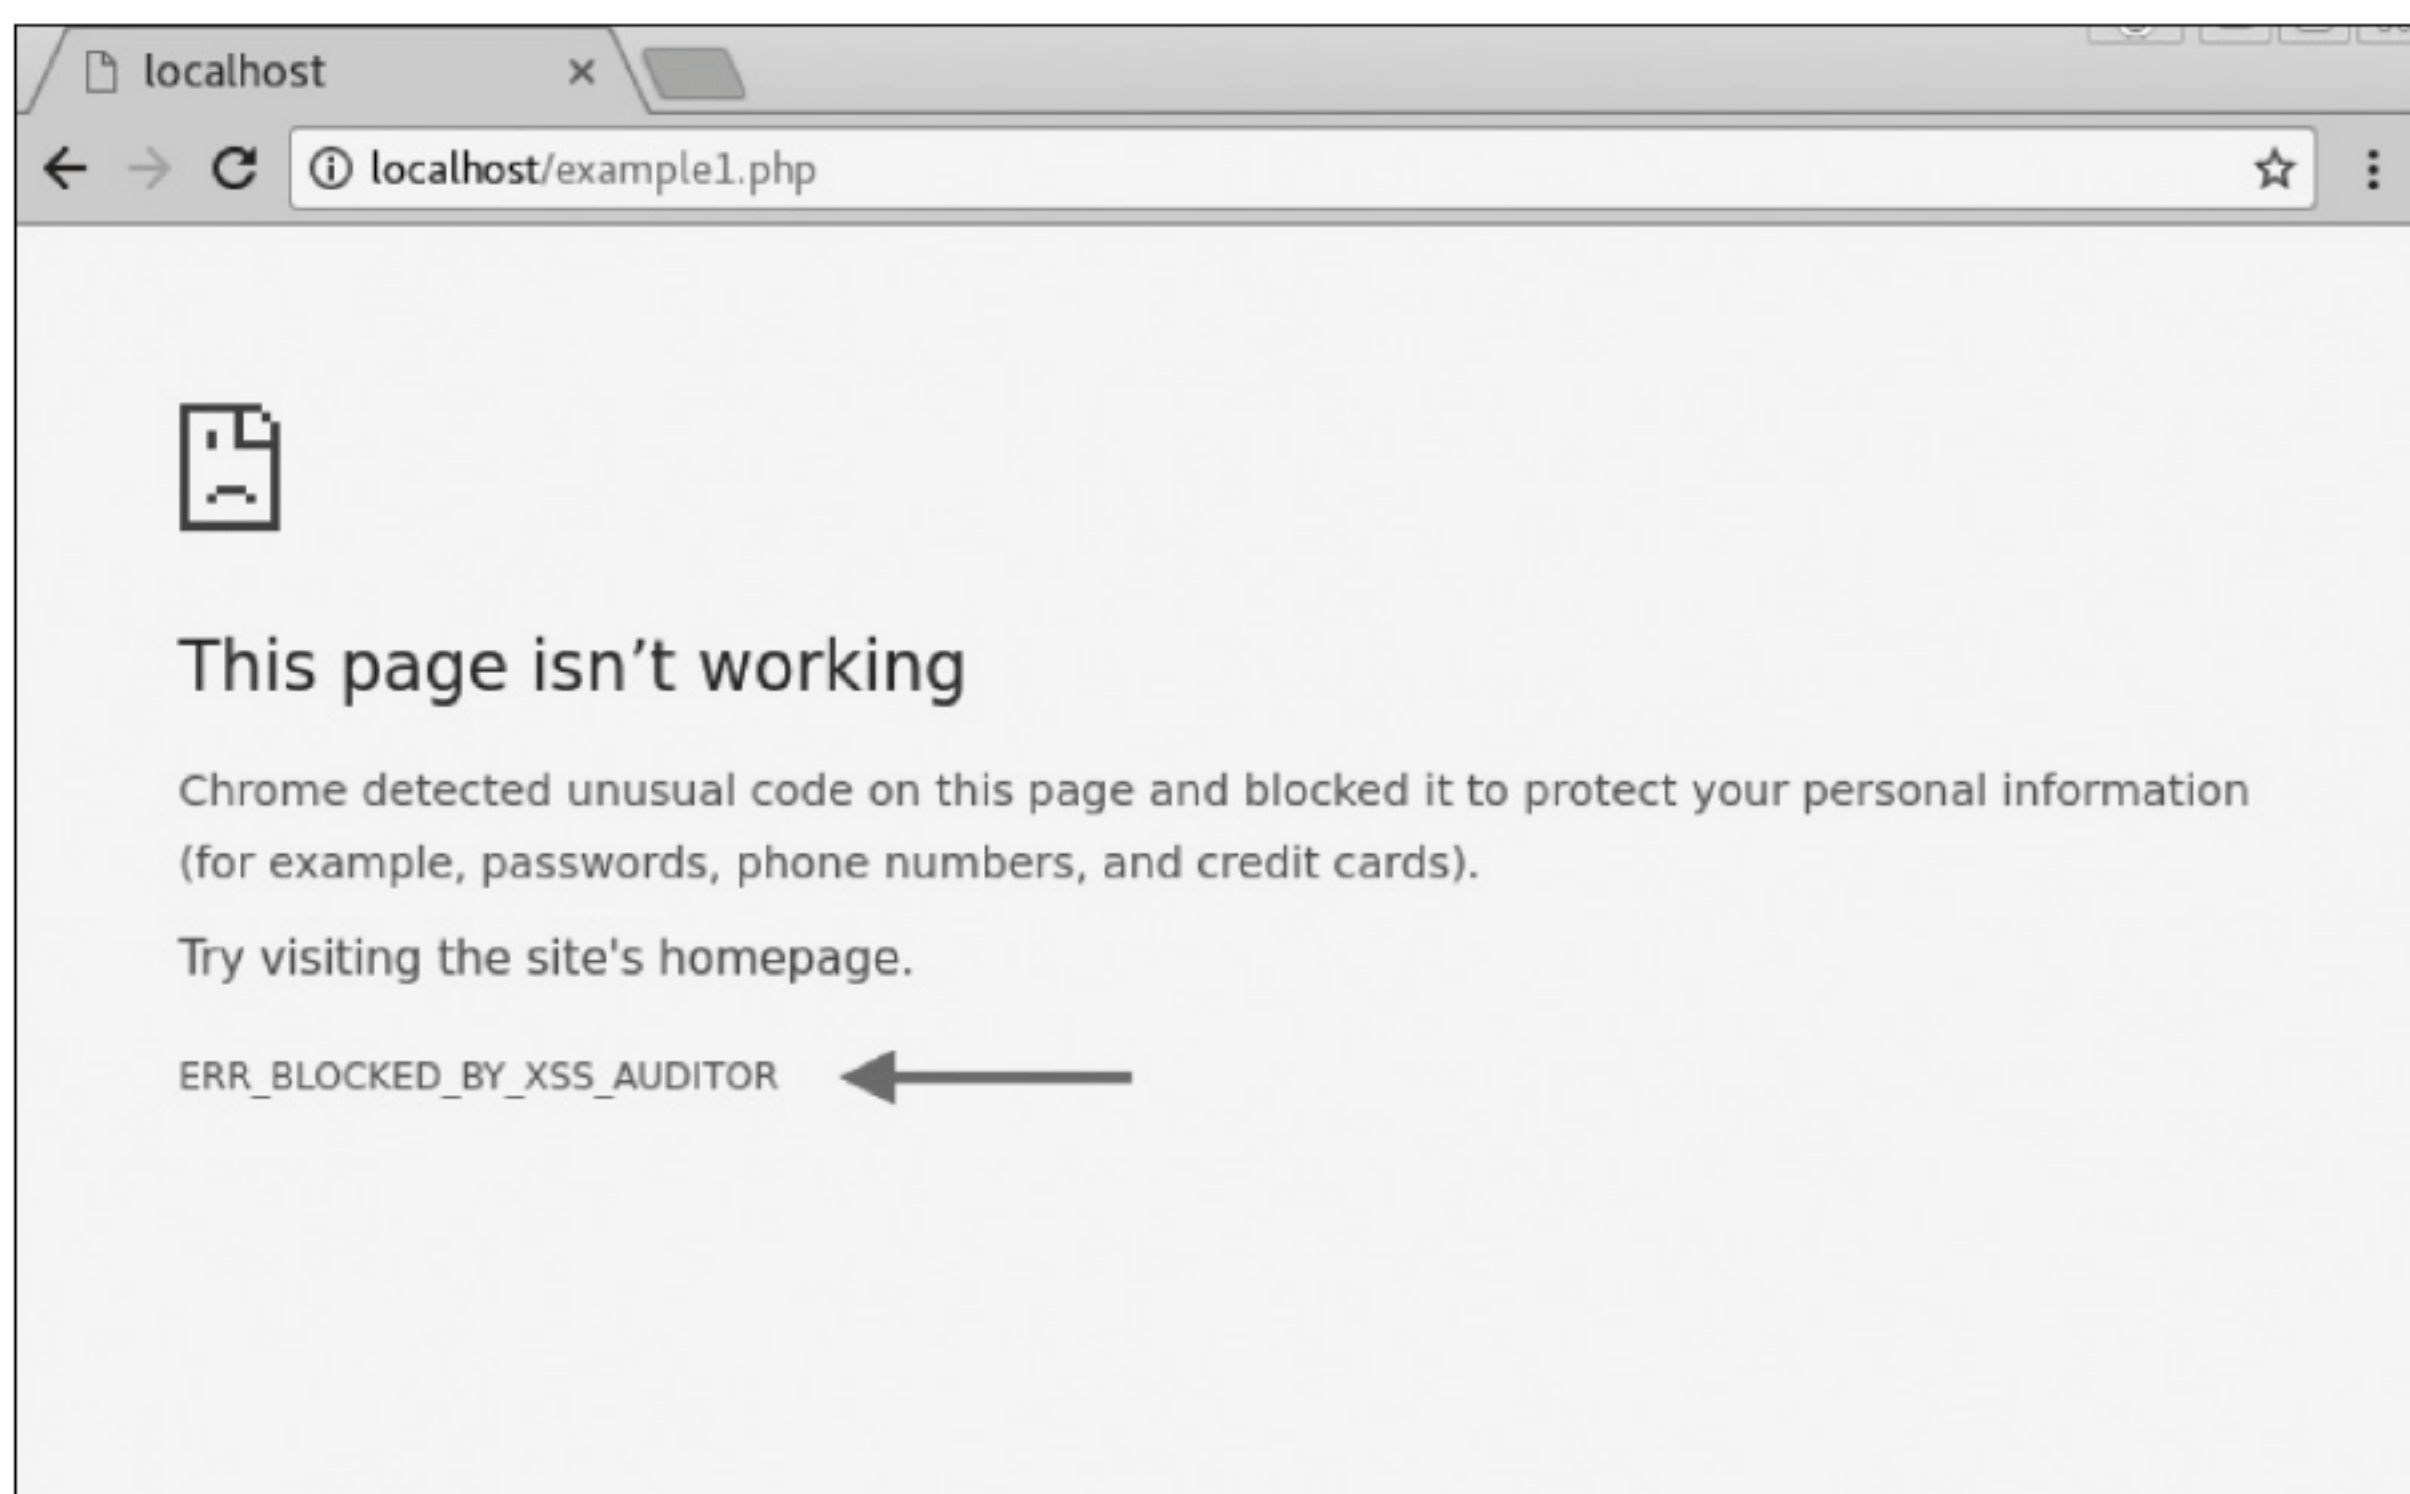 localhost
localhost/example1.php
This page isn’t working
Chrome detected unusual code on this page and blocked it to protect your personal information
(for example, passwords, phone numbers, and credit cards).
Try visiting the site's homepage.
ERR_BLOCKED_BY_XSS_AUDITOR